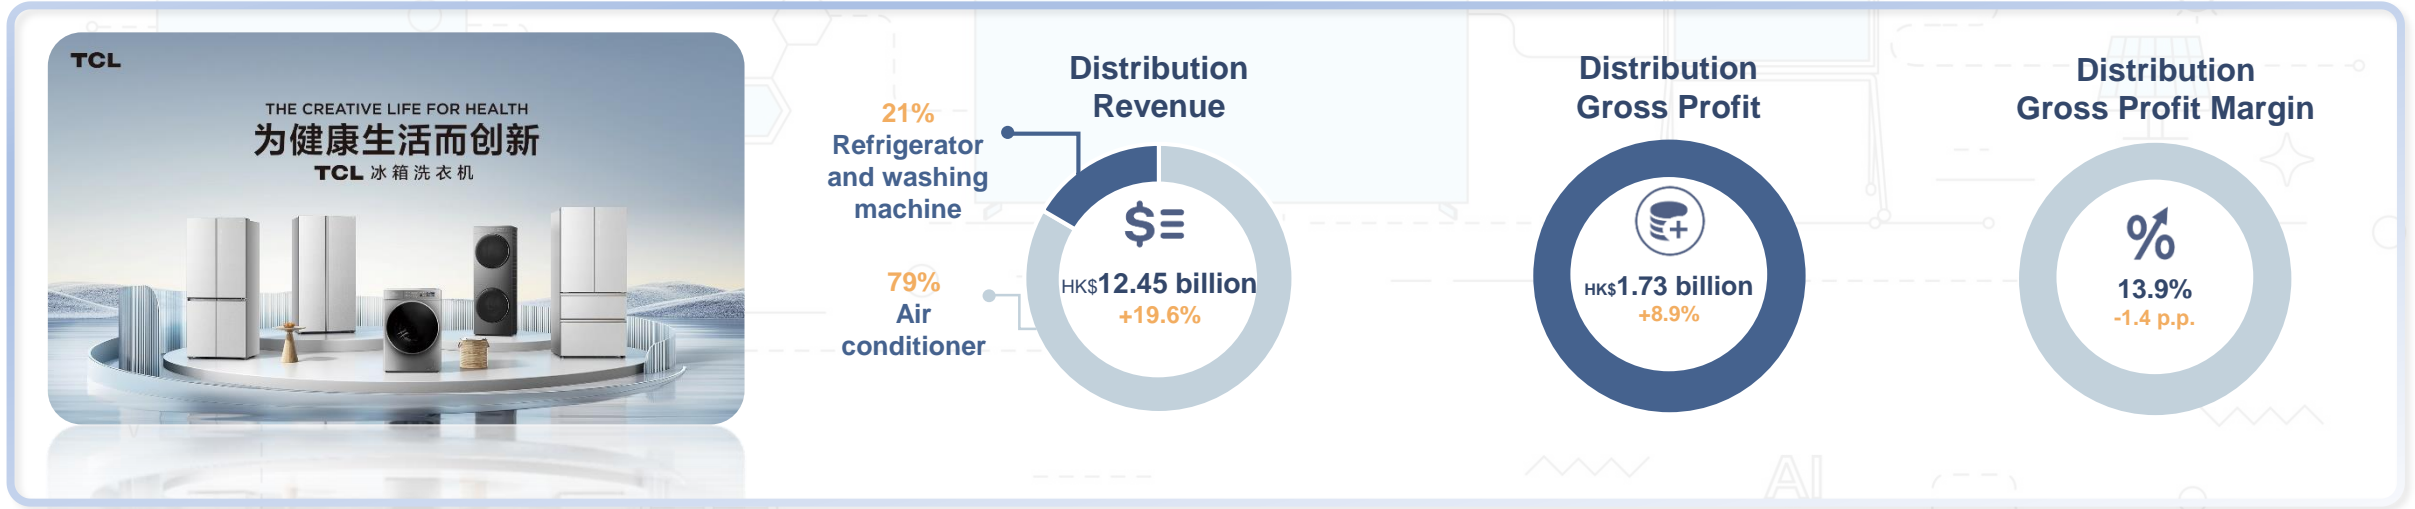 TCL
THE CREATIVE LIFE FOR HEALTH
为健康生活而创新
TCL 冰箱洗衣机
21%
Refrigerator
and washing
machine
79%
Air
conditioner
Distribution
Revenue
HK$12.45 billion
+19.6%
Distribution
Gross Profit
HK$1.73 billion
+8.9%
Distribution
Gross Profit Margin
13.9%
-1.4 p.p.
AI